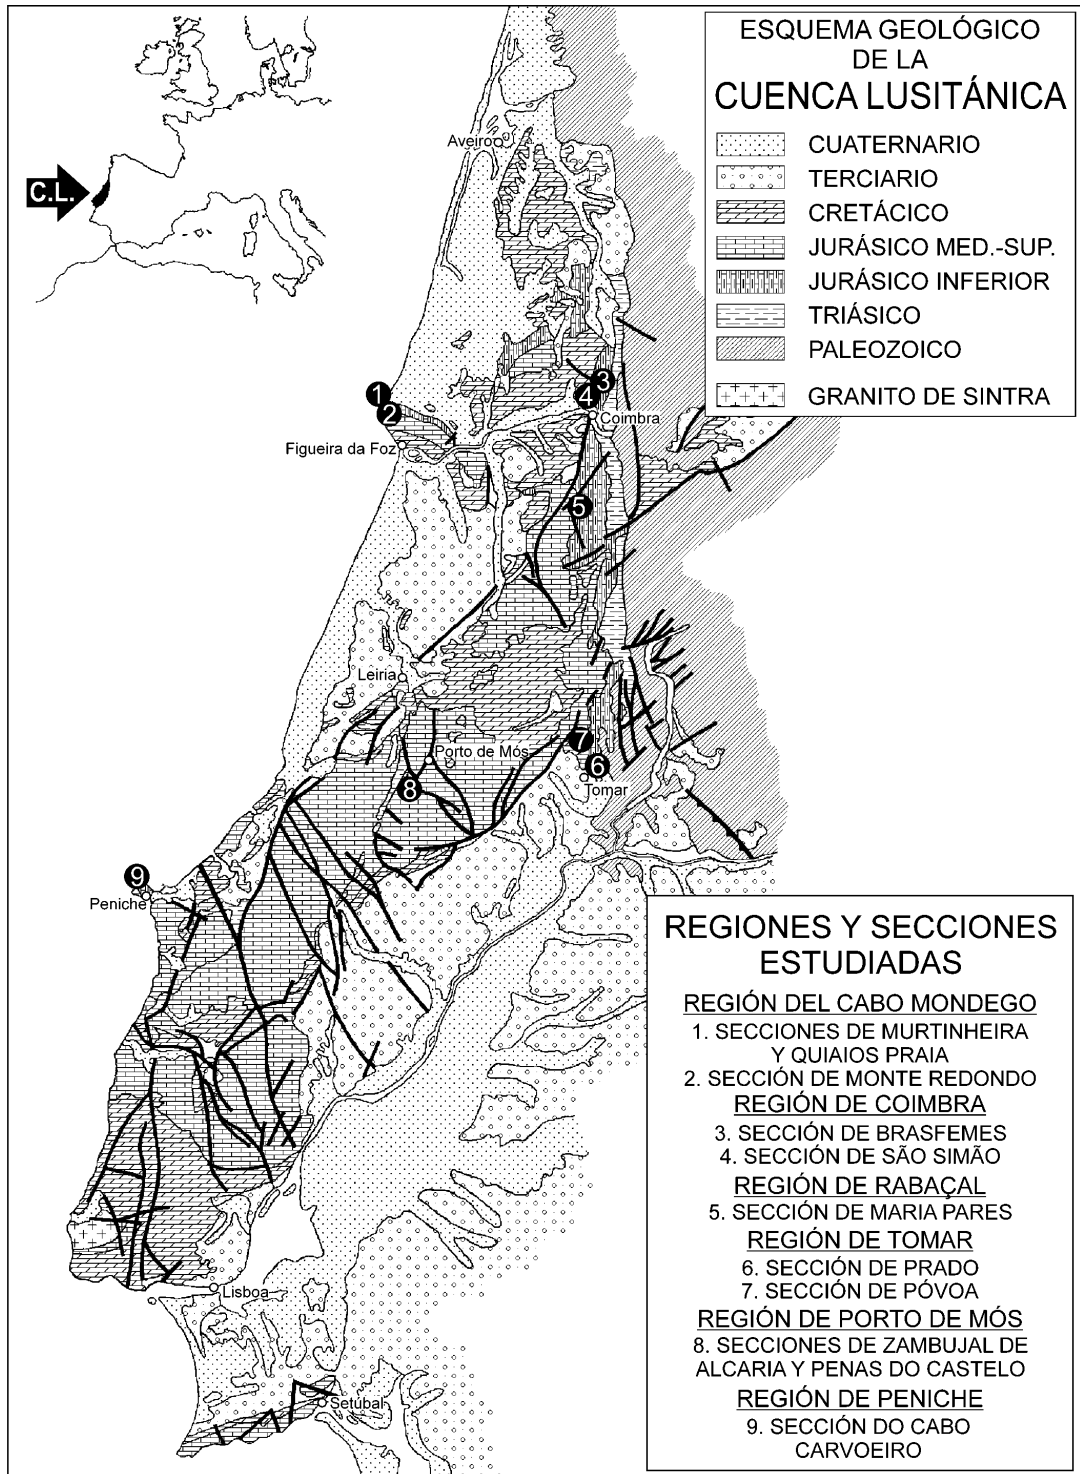 ESQUEMA GEOLÓGICO
DE LA
CUENCA LUSITÁNICA
CUATERNARIO
TERCIARIO
CRETÁCICO
JURÁSICO MED.-SUP.
JURÁSICO INFERIOR
TRIÁSICO
PALEOZOICO
GRANITO DE SINTRA
C.L.
Aveiro
1
2
3
4
Coimbra
Figueira da Foz
5
Leiria
7
Porto de Mós
6
8
Tomar
9
Peniche
Lisboa
Setúbal
REGIONES Y SECCIONES
ESTUDIADAS
REGIÓN DEL CABO MONDEGO
1. SECCIONES DE MURTINHEIRA
Y QUIAIOS PRAIA
2. SECCIÓN DE MONTE REDONDO
REGIÓN DE COIMBRA
3. SECCIÓN DE BRASFEMES
4. SECCIÓN DE SÃO SIMÃO
REGIÓN DE RABAÇAL
5. SECCIÓN DE MARIA PARES
REGIÓN DE TOMAR
6. SECCIÓN DE PRADO
7. SECCIÓN DE PÓVOA
REGIÓN DE PORTO DE MÓS
8. SECCIONES DE ZAMBUJAL DE
ALCARIA Y PENAS DO CASTELO
REGIÓN DE PENICHE
9. SECCIÓN DO CABO
CARVOEIRO